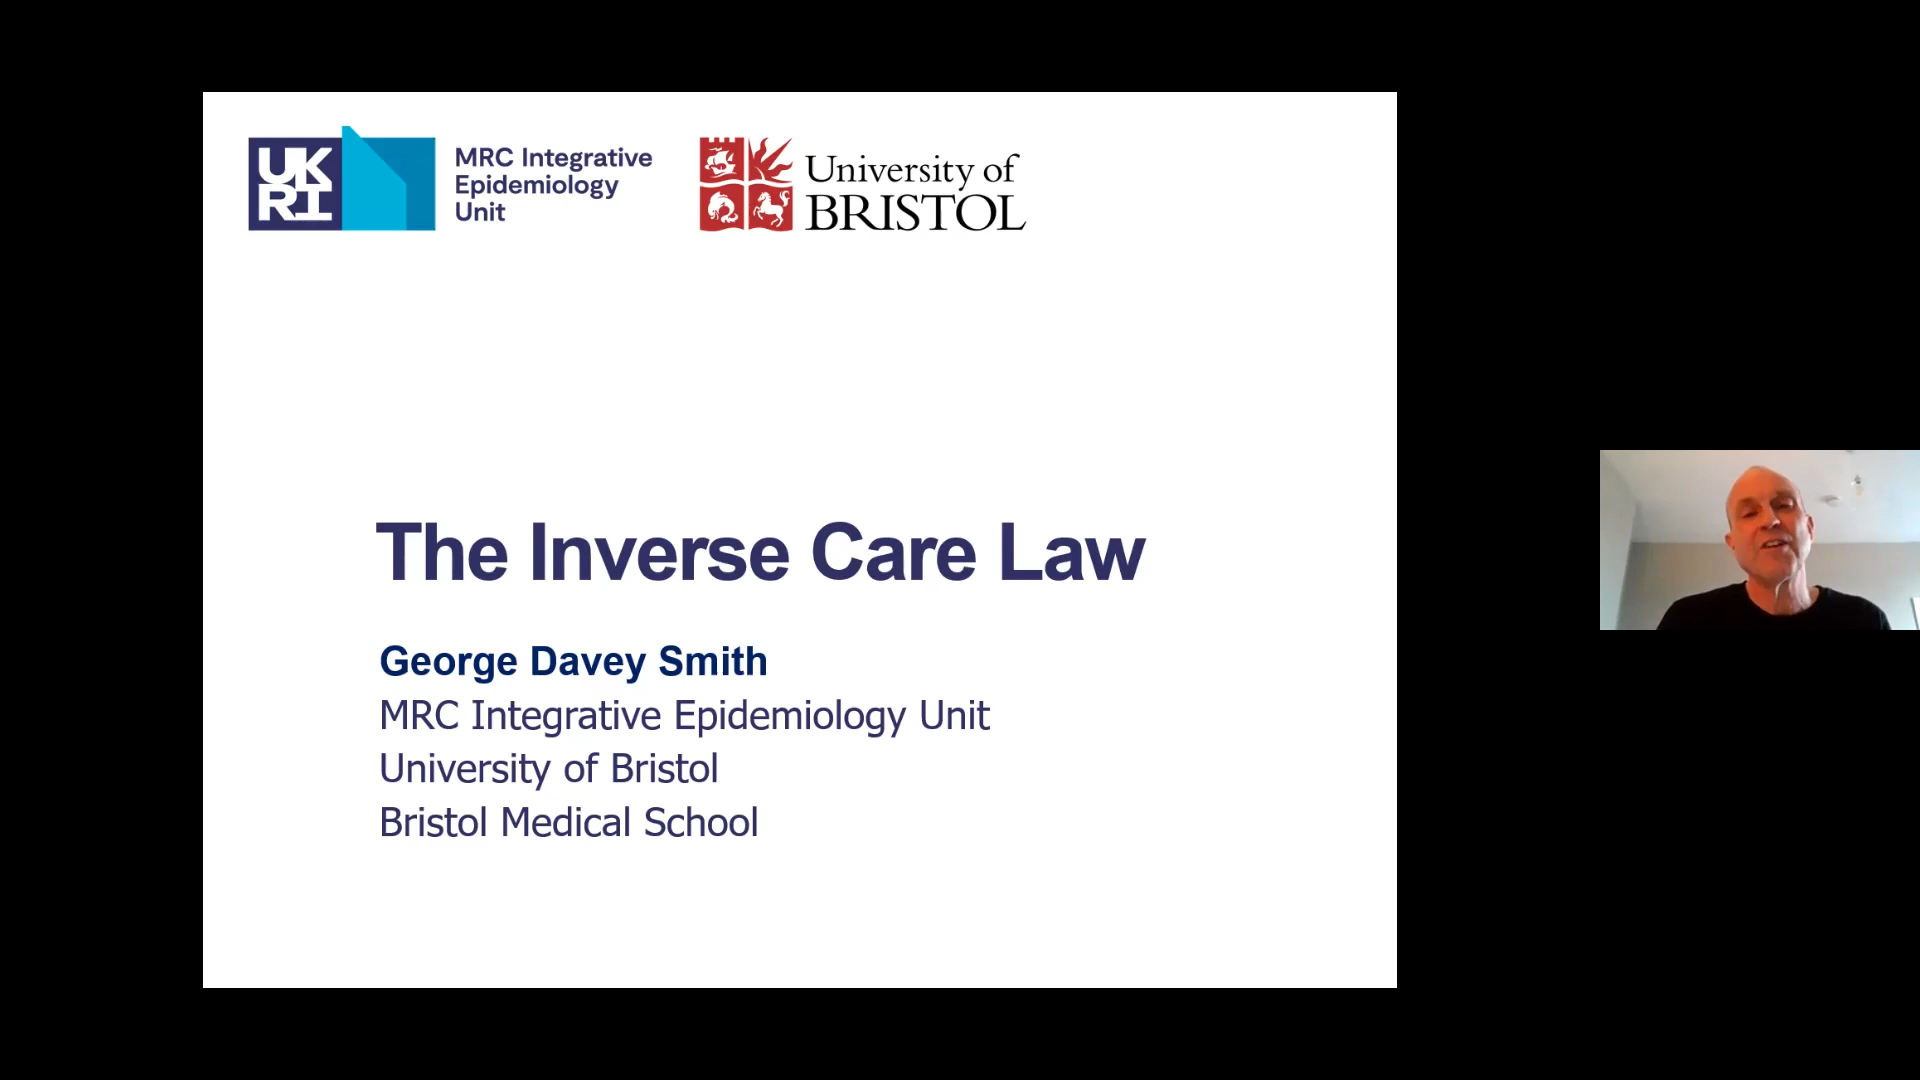 UK
RI
MRC Integrative
Epidemiology
Unit
University of
BRISTOL
The Inverse Care Law
George Davey Smith
MRC Integrative Epidemiology Unit
University of Bristol
Bristol Medical School